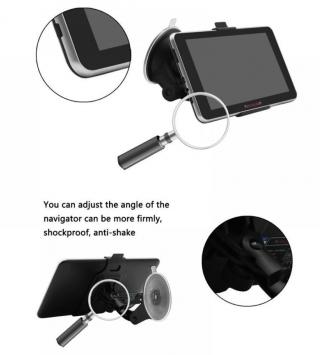 You can adjust the angle of the
navigator can be more firmly,
shockproof, anti-shake